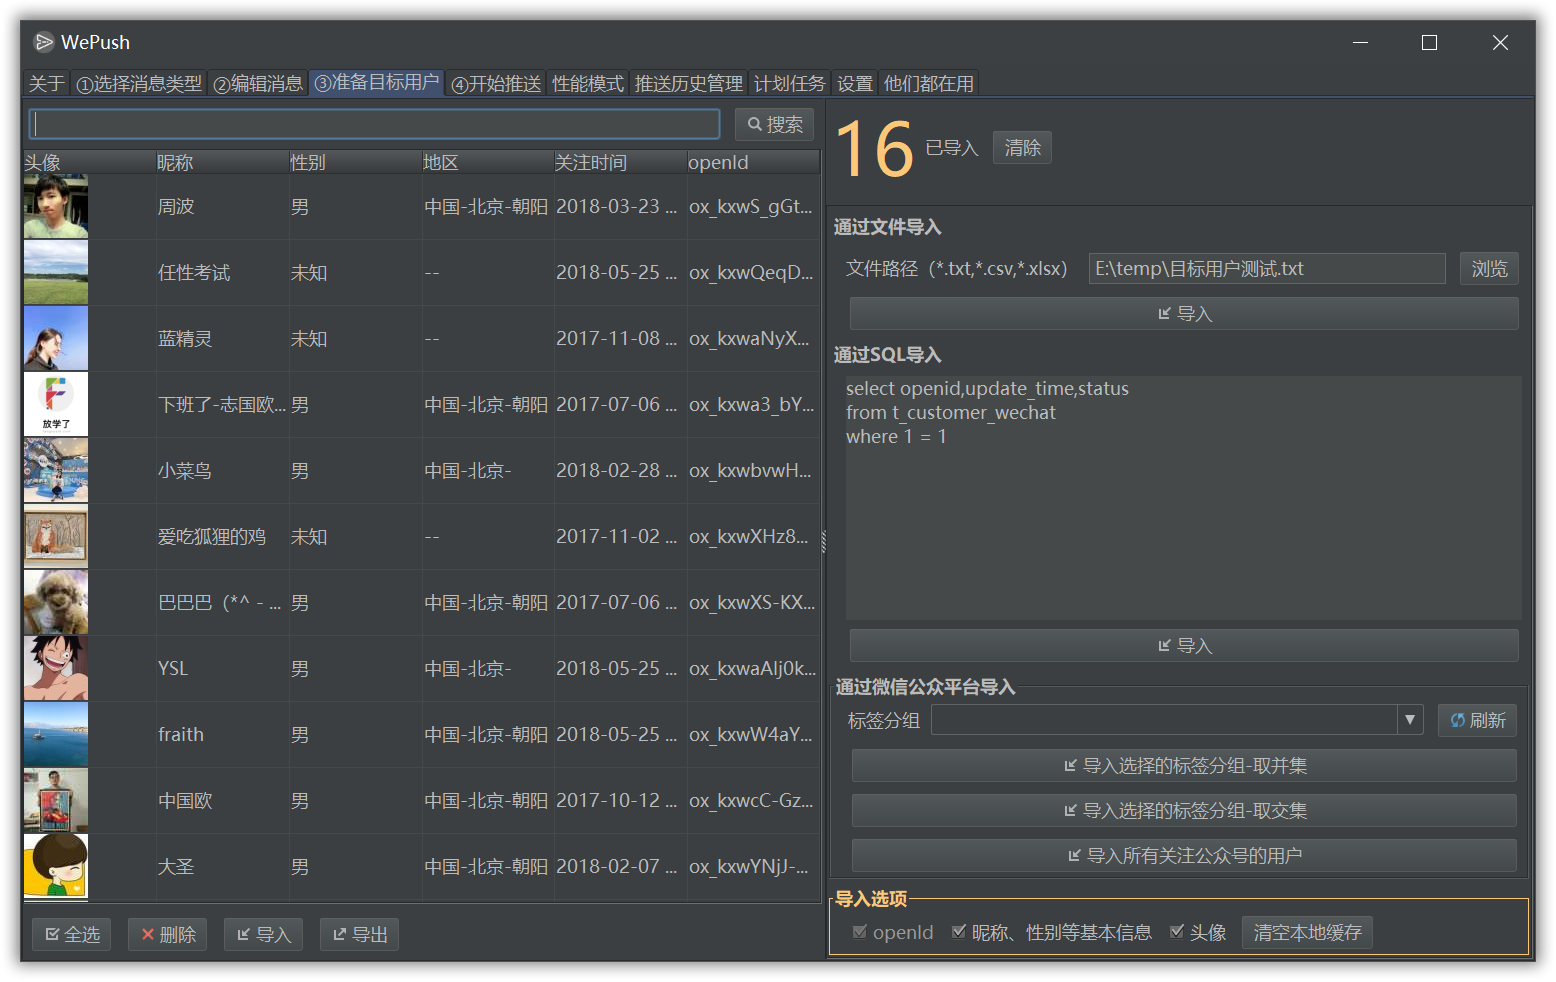 WePush
关于 ①选择消息类型 ②编辑消息 ③准备目标用户 ④开始推送 性能模式 推送历史管理 计划任务 设置 他们都在用
搜索
头像 昵称 性别 地区 关注时间 openId
周波 男 中国-北京-朝阳 2018-03-23 ... ox_kxwS_gGt...
任性考试 未知 -- 2018-05-25 ... ox_kxwQeqD...
蓝精灵 未知 -- 2017-11-08 ... ox_kxwaNyX...
放学了
下班了-志国欧... 男 中国-北京-朝阳 2017-07-06 ... ox_kxwa3_bY...
小菜鸟 男 中国-北京- 2018-02-28 ... ox_kxwbvwH...
爱吃狐狸的鸡 未知 -- 2017-11-02 ... ox_kxwXHz8...
巴巴巴（*^ - ... 男 中国-北京-朝阳 2017-07-06 ... ox_kxwXS-KX...
YSL 男 中国-北京- 2018-05-25 ... ox_kxwaAlj0k...
fraith 男 中国-北京-朝阳 2018-05-25 ... ox_kxwW4aY...
中国欧 男 中国-北京-朝阳 2017-10-12 ... ox_kxwcC-Gz...
大圣 男 中国-北京-朝阳 2018-02-07 ... ox_kxwYNjJ-...
全选 删除 导入 导出
16 已导入 清除
通过文件导入
文件路径（*.txt,*.csv,*.xlsx） E:\temp\目标用户测试.txt 浏览
导入
通过SQL导入
select openid,update_time,status
from t_customer_wechat
where 1 = 1
导入
通过微信公众平台导入
标签分组 刷新
导入选择的标签分组-取并集
导入选择的标签分组-取交集
导入所有关注公众号的用户
导入选项
openId 昵称、性别等基本信息 头像 清空本地缓存